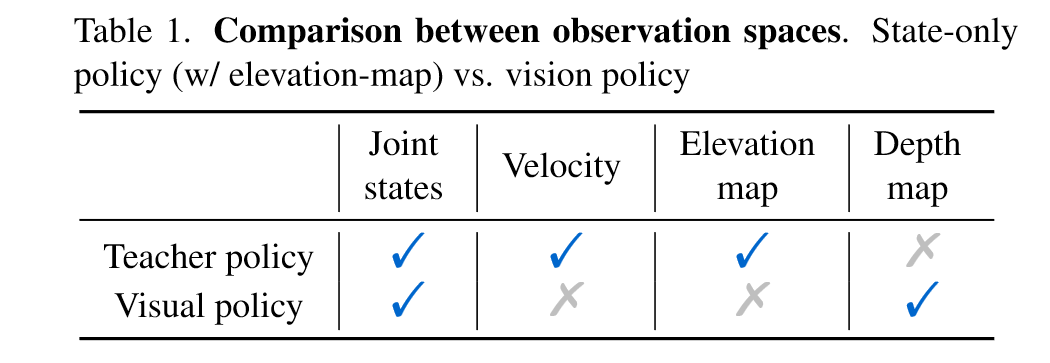 Table 1. Comparison between observation spaces. State-only
policy (w/ elevation-map) vs. vision policy
Joint states Velocity Elevation map Depth map
Teacher policy ✓ ✓ ✓ ✗
Visual policy ✓ ✗ ✗ ✓